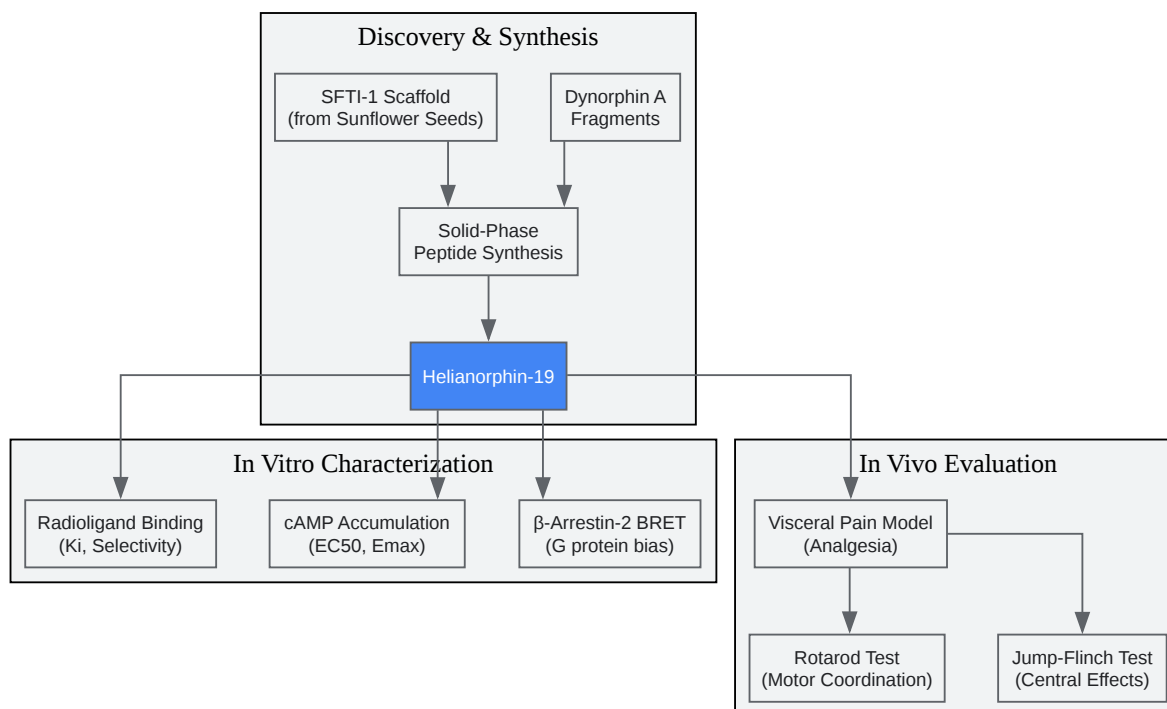 Discovery & Synthesis
SFTI-1 Scaffold
(from Sunflower Seeds)
Dynorphin A
Fragments
Solid-Phase
Peptide Synthesis
Helianorphin-19
In Vitro Characterization
Radioligand Binding
(Ki, Selectivity)
cAMP Accumulation
(EC50, Emax)
β-Arrestin-2 BRET
(G protein bias)
In Vivo Evaluation
Visceral Pain Model
(Analgesia)
Rotarod Test
(Motor Coordination)
Jump-Flinch Test
(Central Effects)